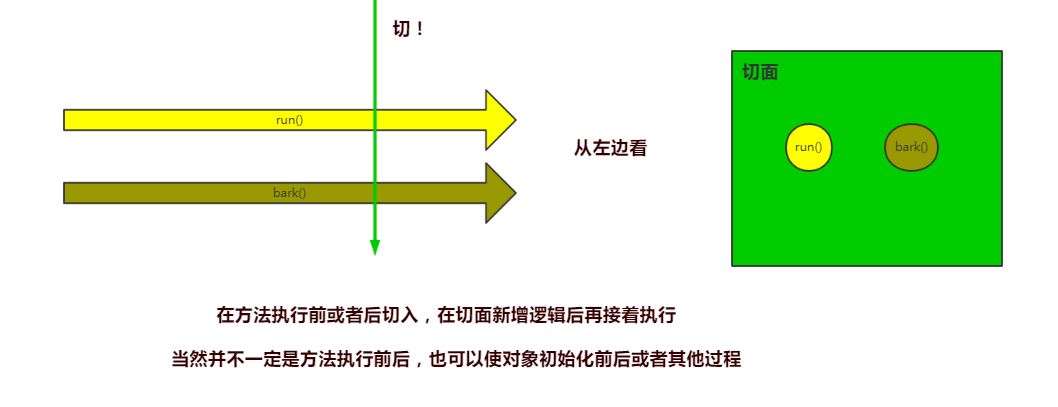 切！
切面
run()
从左边看
run()
bark()
bark()
在方法执行前或者后切入，在切面新增逻辑后再接着执行
当然并不一定是方法执行前后，也可以使对象初始化前后或者其他过程